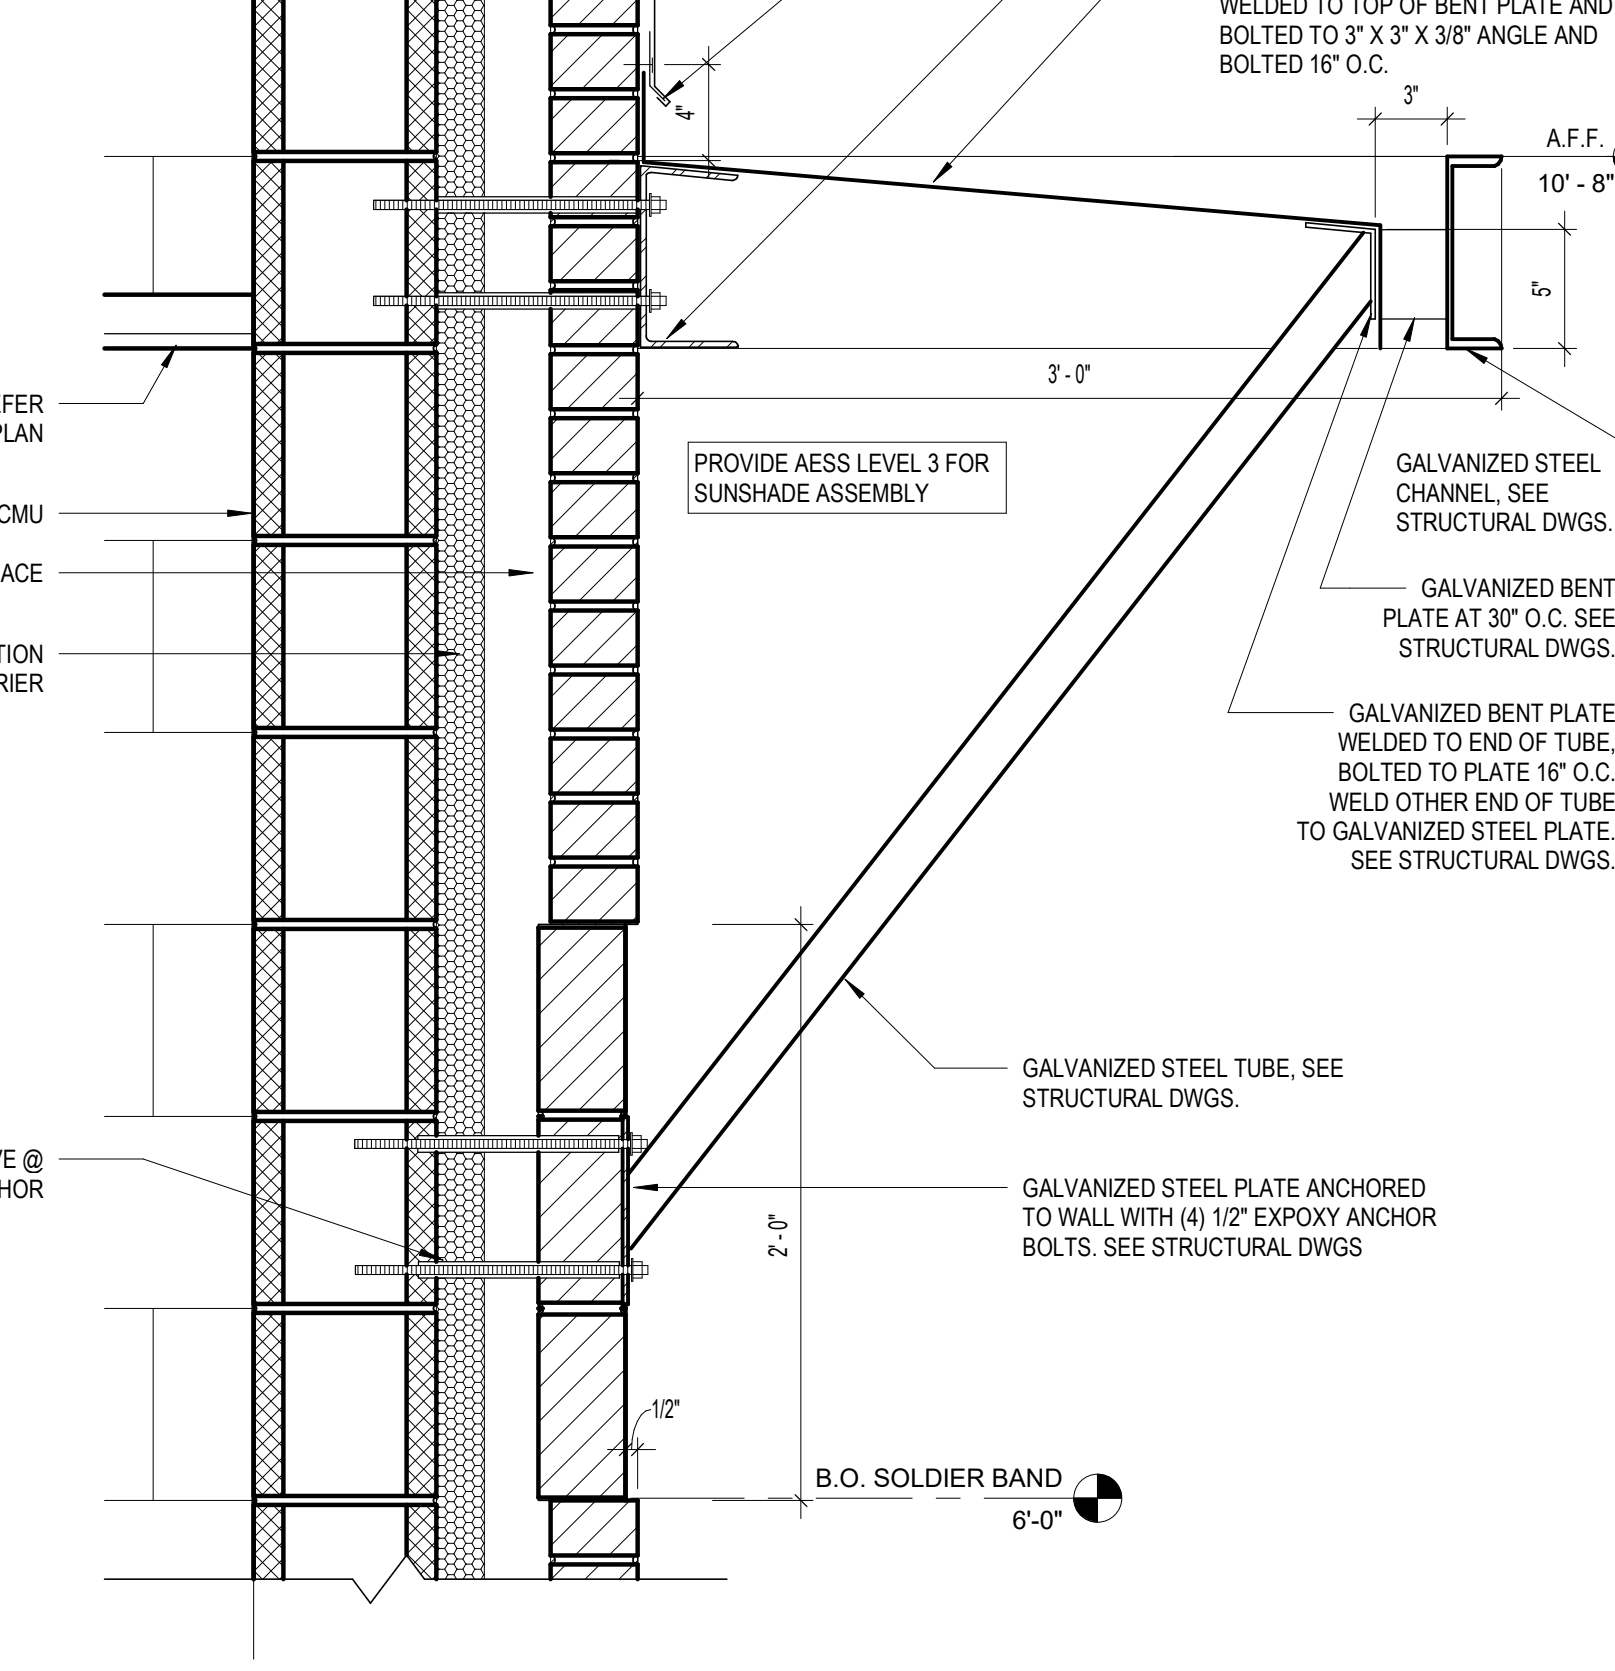 WELDED TO TOP OF BENT PLATE AND
BOLTED TO 3" X 3" X 3/8" ANGLE AND
BOLTED 16" O.C.
4"
3"
A.F.F.
10' - 8"
5"
3' - 0"
EFER
PLAN
PROVIDE AESS LEVEL 3 FOR
SUNSHADE ASSEMBLY
GALVANIZED STEEL
CHANNEL, SEE
STRUCTURAL DWGS.
CMU
ACE
GALVANIZED BENT
PLATE AT 30" O.C. SEE
STRUCTURAL DWGS.
TION
RIER
GALVANIZED BENT PLATE
WELDED TO END OF TUBE,
BOLTED TO PLATE 16" O.C.
WELD OTHER END OF TUBE
TO GALVANIZED STEEL PLATE.
SEE STRUCTURAL DWGS.
GALVANIZED STEEL TUBE, SEE
STRUCTURAL DWGS.
VE @
HOR
GALVANIZED STEEL PLATE ANCHORED
TO WALL WITH (4) 1/2" EXPOXY ANCHOR
BOLTS. SEE STRUCTURAL DWGS
2' - 0"
1/2"
B.O. SOLDIER BAND
6'-0"